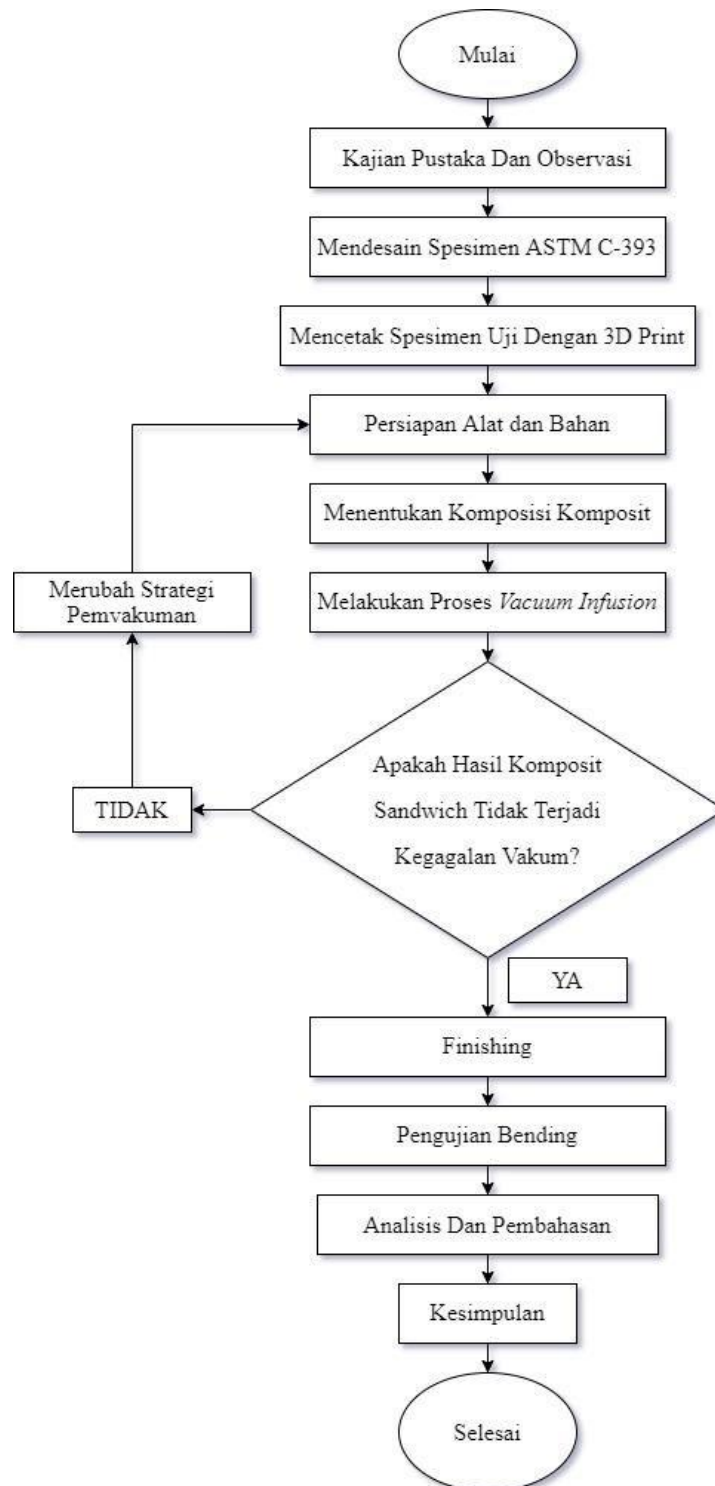 Mulai
Kajian Pustaka Dan Observasi
Mendesain Spesimen ASTM C-393
Mencetak Spesimen Uji Dengan 3D Print
Persiapan Alat dan Bahan
Menentukan Komposisi Komposit
Merubah Strategi
Pemvakuman
Melakukan Proses Vacuum Infusion
Apakah Hasil Komposit
Sandwich Tidak Terjadi
Kegagalan Vakum?
TIDAK
YA
Finishing
Pengujian Bending
Analisis Dan Pembahasan
Kesimpulan
Selesai